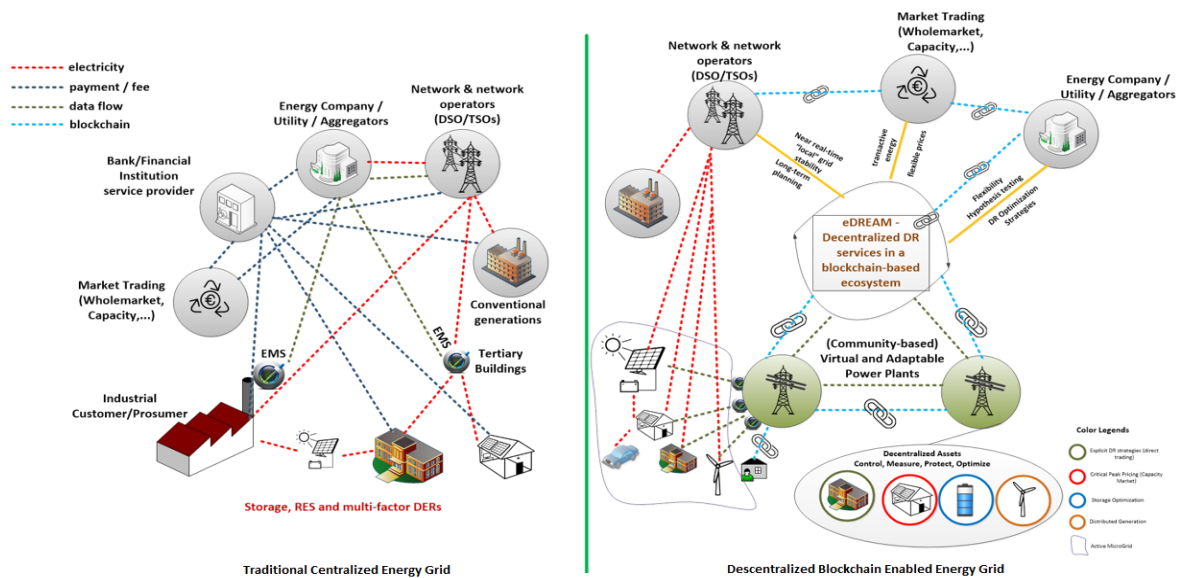 electricity
payment / fee
data flow
blockchain
Energy Company /
Utility / Aggregators
Network & network
operators
(DSO/TSOs)
Bank/Financial
Institution
service provider
Market Trading
(Wholemarket,
Capacity,...)
Conventional
generations
EMS
EMS
Tertiary
Buildings
Industrial
Customer/Prosumer
Storage, RES and multi-factor DERs
Traditional Centralized Energy Grid
Market Trading
(Wholemarket,
Capacity,...)
Network & network operators
(DSO/TSOs)
Energy Company /
Utility / Aggregators
Near real-time
"local" grid
stability
Long-term
planning
transactive
energy
flexible prices
Flexibility
Hypothesis testing
DR Optimization
Strategies
eDREAM -
Decentralized DR
services in a
blockchain-based
ecosystem
(Community-based)
Virtual and Adaptable
Power Plants
Decentralized Assets
Control, Measure, Protect, Optimize
Color Legends
Explicit DR strategies (direct
trading)
Critical Peak Pricing (Capacity
Market)
Storage Optimization
Distributed Generation
Active MicroGrid
Descentralized Blockchain Enabled Energy Grid